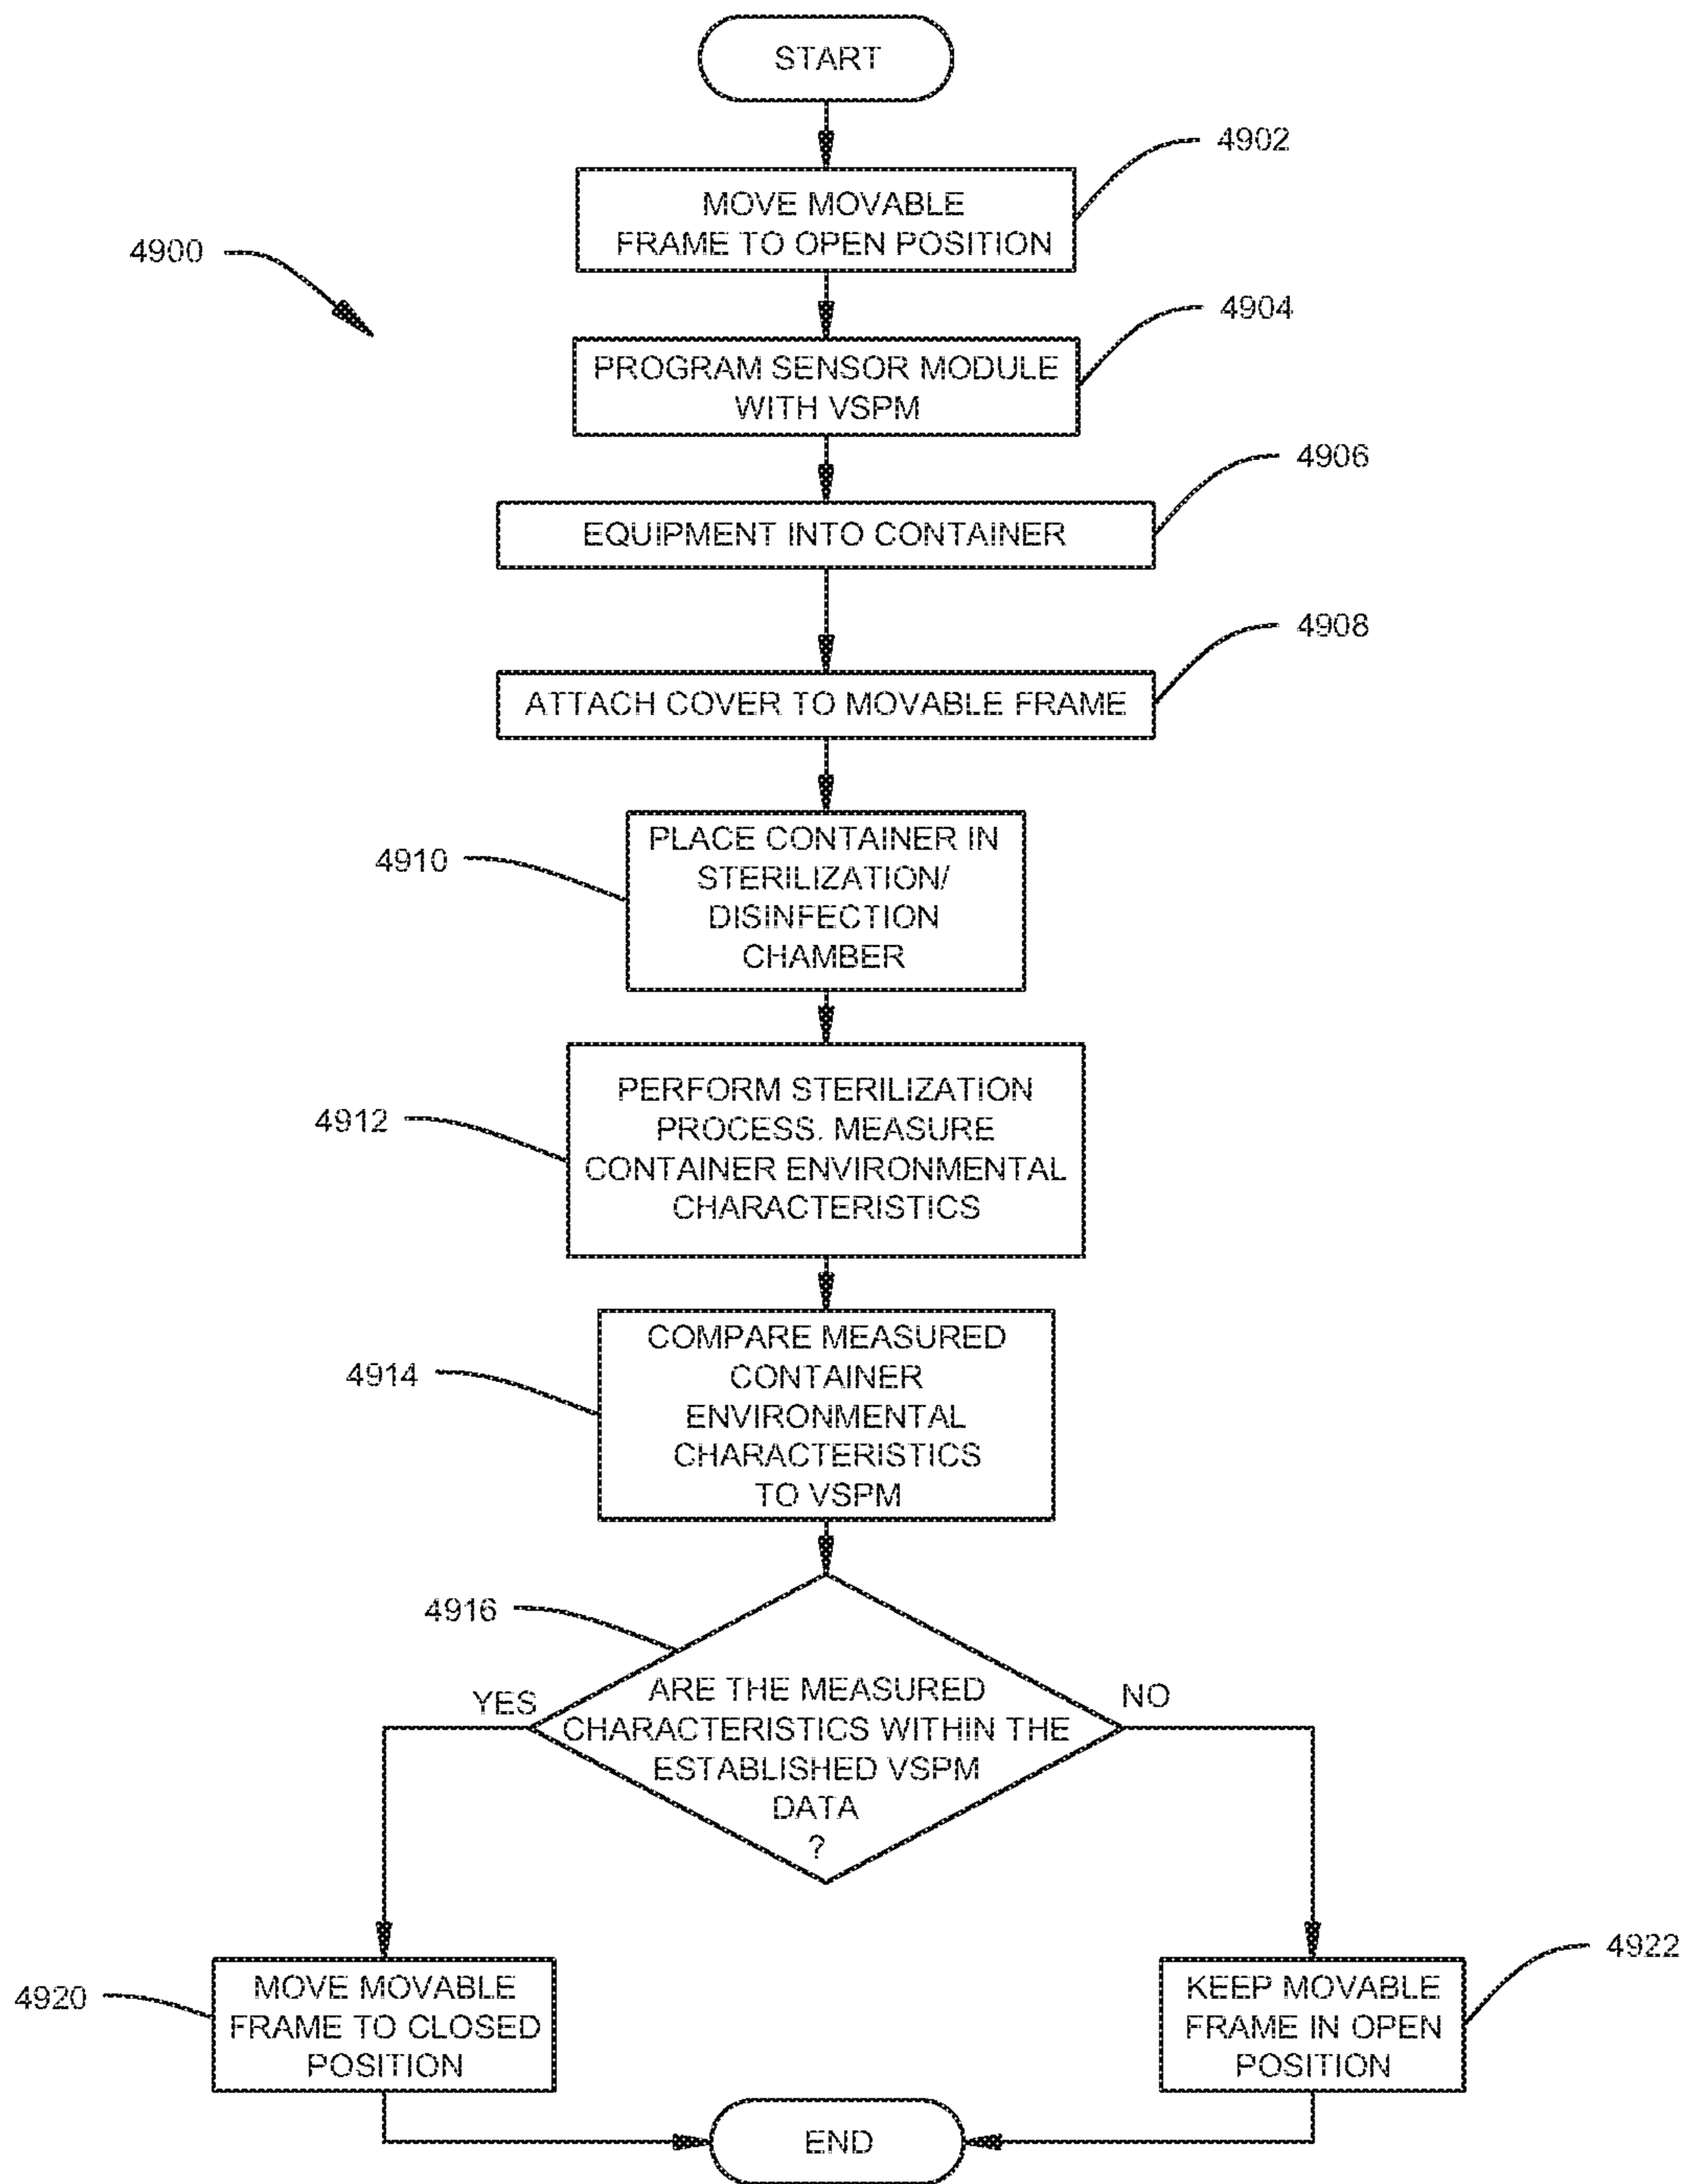 START
4902
MOVE MOVABLE
FRAME TO OPEN POSITION
4900
4904
PROGRAM SENSOR MODULE
WITH VSPM
4906
EQUIPMENT INTO CONTAINER
4908
ATTACH COVER TO MOVABLE FRAME
4910
PLACE CONTAINER IN
STERILIZATION/
DISINFECTION
CHAMBER
4912
PERFORM STERILIZATION
PROCESS. MEASURE
CONTAINER ENVIRONMENTAL
CHARACTERISTICS
4914
COMPARE MEASURED
CONTAINER
ENVIRONMENTAL
CHARACTERISTICS
TO VSPM
4916
YES
NO
ARE THE MEASURED
CHARACTERISTICS WITHIN THE
ESTABLISHED VSPM
DATA
?
4920
MOVE MOVABLE
FRAME TO CLOSED
POSITION
4922
KEEP MOVABLE
FRAME IN OPEN
POSITION
END